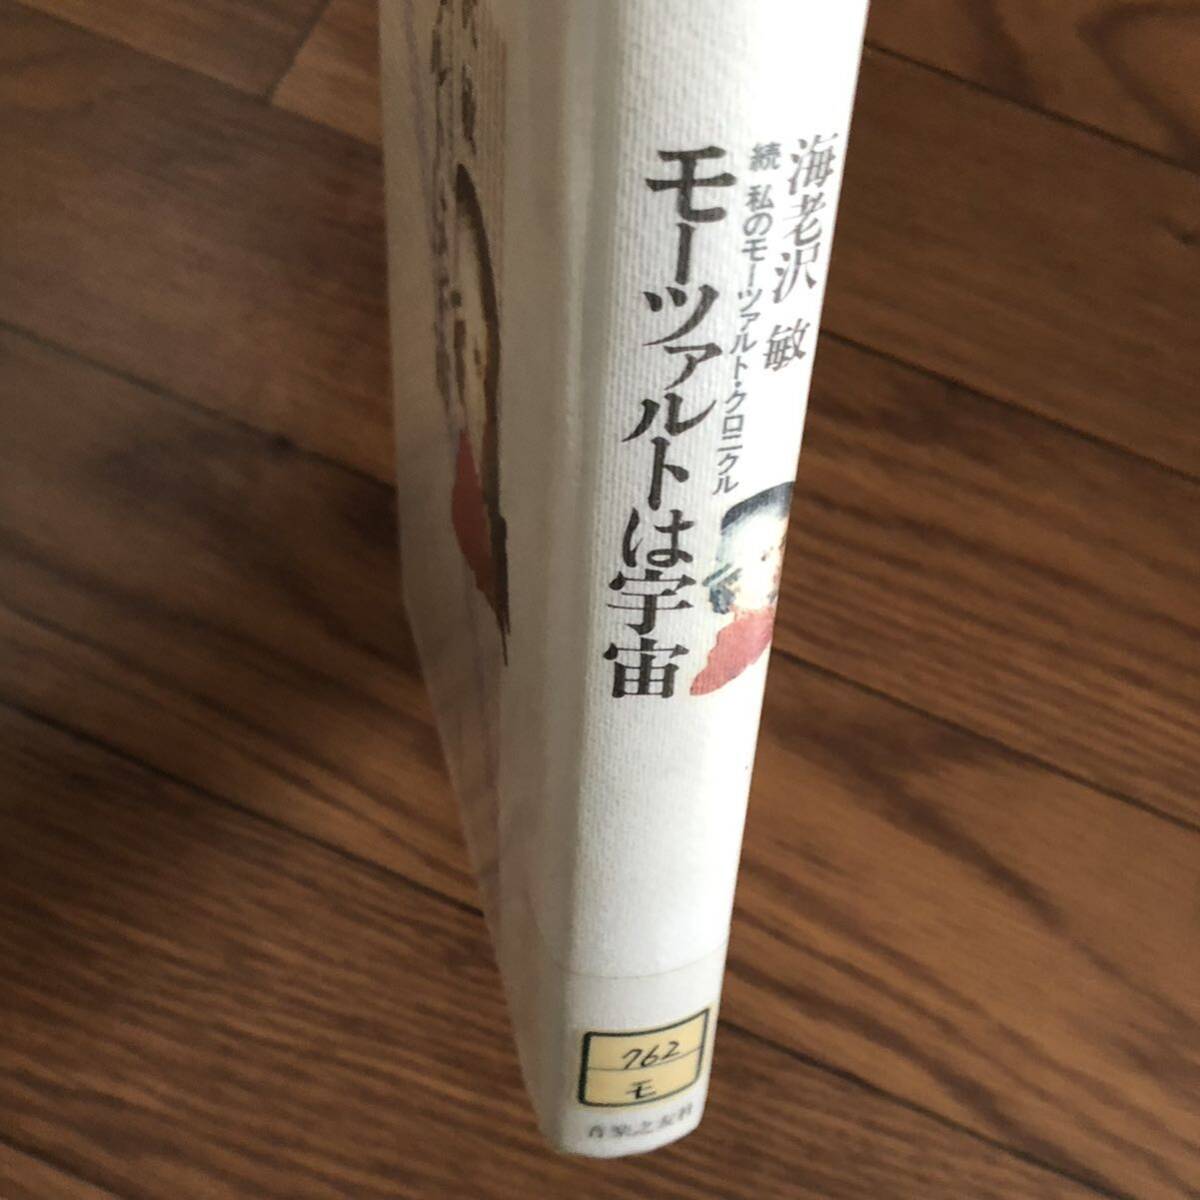 海老沢 敏
続 私のモーツァルト・クロニクル
モーツァルトは宇宙
762
モ
音楽之友社